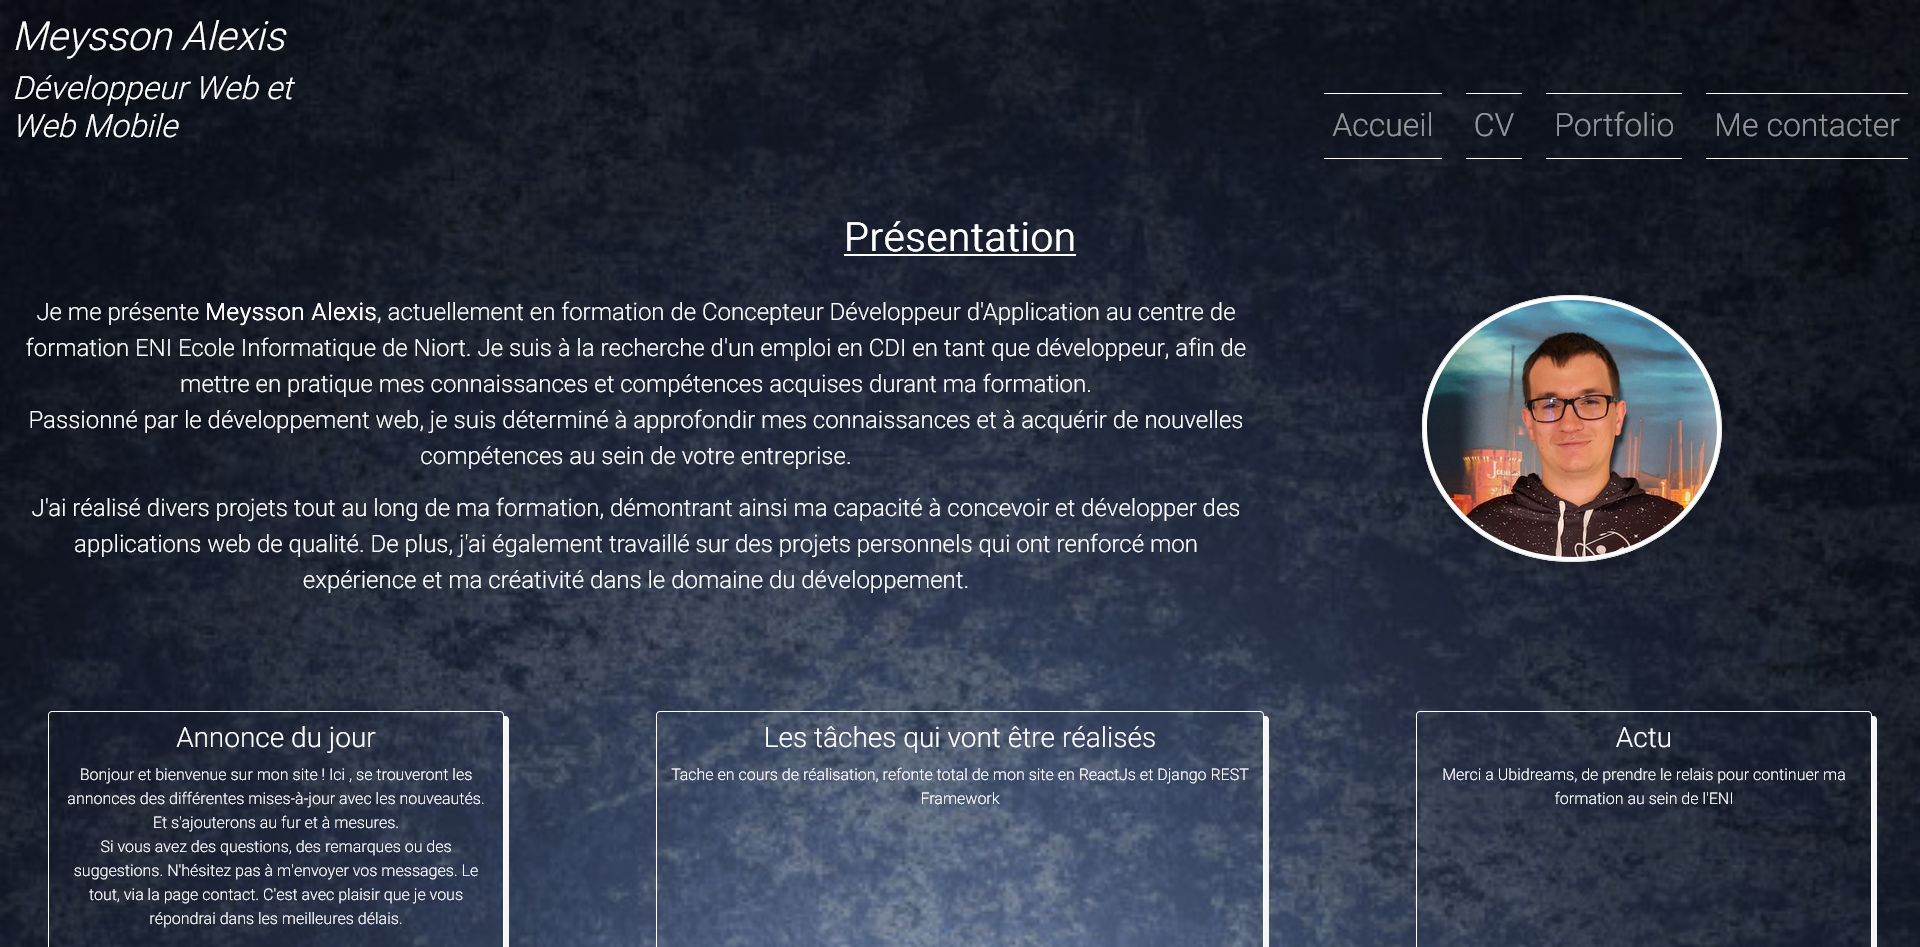 Meysson Alexis
Développeur Web et
Web Mobile
Accueil CV Portfolio Me contacter
Présentation
Je me présente Meysson Alexis, actuellement en formation de Concepteur Développeur d'Application au centre de
formation ENI Ecole Informatique de Niort. Je suis à la recherche d'un emploi en CDI en tant que développeur, afin de
mettre en pratique mes connaissances et compétences acquises durant ma formation.
Passionné par le développement web, je suis déterminé à approfondir mes connaissances et à acquérir de nouvelles
compétences au sein de votre entreprise.
J'ai réalisé divers projets tout au long de ma formation, démontrant ainsi ma capacité à concevoir et développer des
applications web de qualité. De plus, j'ai également travaillé sur des projets personnels qui ont renforcé mon
expérience et ma créativité dans le domaine du développement.
Annonce du jour
Bonjour et bienvenue sur mon site ! Ici , se trouveront les
annonces des différentes mises-à-jour avec les nouveautés.
Et s'ajouterons au fur et à mesures.
Si vous avez des questions, des remarques ou des
suggestions. N'hésitez pas à m'envoyer vos messages. Le
tout, via la page contact. C'est avec plaisir que je vous
répondrai dans les meilleures délais.
Les tâches qui vont être réalisés
Tache en cours de réalisation, refonte total de mon site en ReactJs et Django REST
Framework
Actu
Merci a Ubidreams, de prendre le relais pour continuer ma
formation au sein de l'ENI